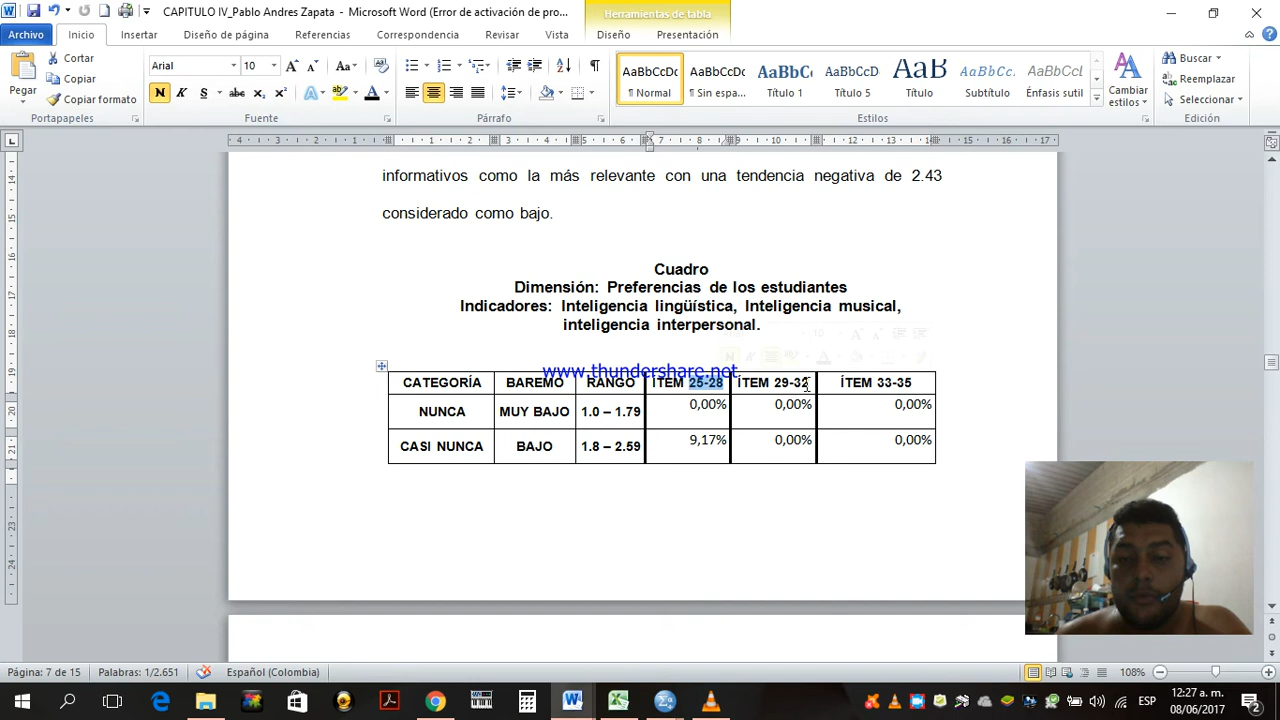 CAPITULO IV_Pablo Andres Zapata - Microsoft Word (Error de activación de pro...
Herramientas de tabla
Archivo Inicio Insertar Diseño de página Referencias Correspondencia Revisar Vista Diseño Presentación
Cortar
Copiar
Copiar formato
Pegar
Portapapeles
Arial 10
Fuente
Párrafo
AaBbCcDc AaBbCcDc AaBbC AaBbCcDc AaB AaBbCcDc AaBbCcDc
¶ Normal ¶ Sin espa... Título 1 Título 5 Título Subtítulo Énfasis sutil
Cambiar estilos
Estilos
Buscar
Reemplazar
Seleccionar
Edición
informativos como la más relevante con una tendencia negativa de 2.43
considerado como bajo.
Cuadro
Dimensión: Preferencias de los estudiantes
Indicadores: Inteligencia lingüística, Inteligencia musical,
inteligencia interpersonal.
www.thundershare.net
CATEGORÍA BAREMO RANGO ÍTEM 25-28 ÍTEM 29-32 ÍTEM 33-35
NUNCA MUY BAJO 1.0 – 1.79 0,00% 0,00% 0,00%
CASI NUNCA BAJO 1.8 – 2.59 9,17% 0,00% 0,00%
Página: 7 de 15 Palabras: 1/2.651 Español (Colombia) 108%
ESP 12:27 a. m.
08/06/2017